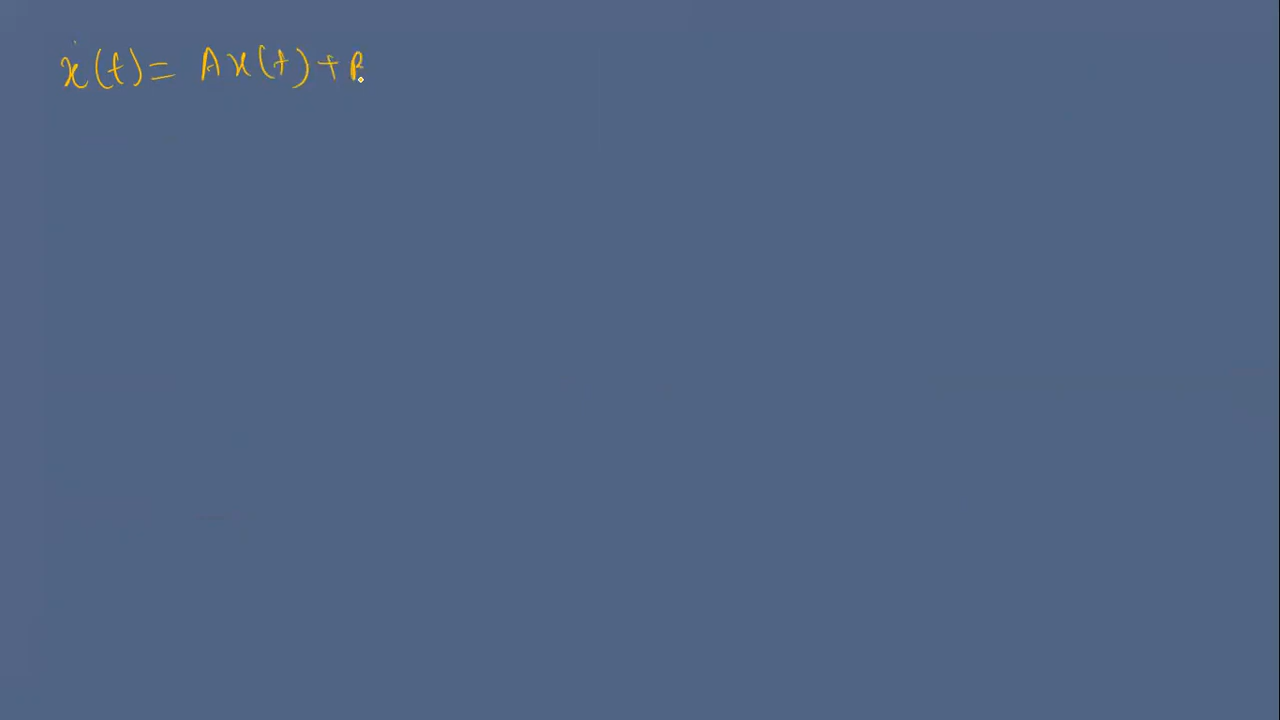 ẋ(t) = Ax(t) + B